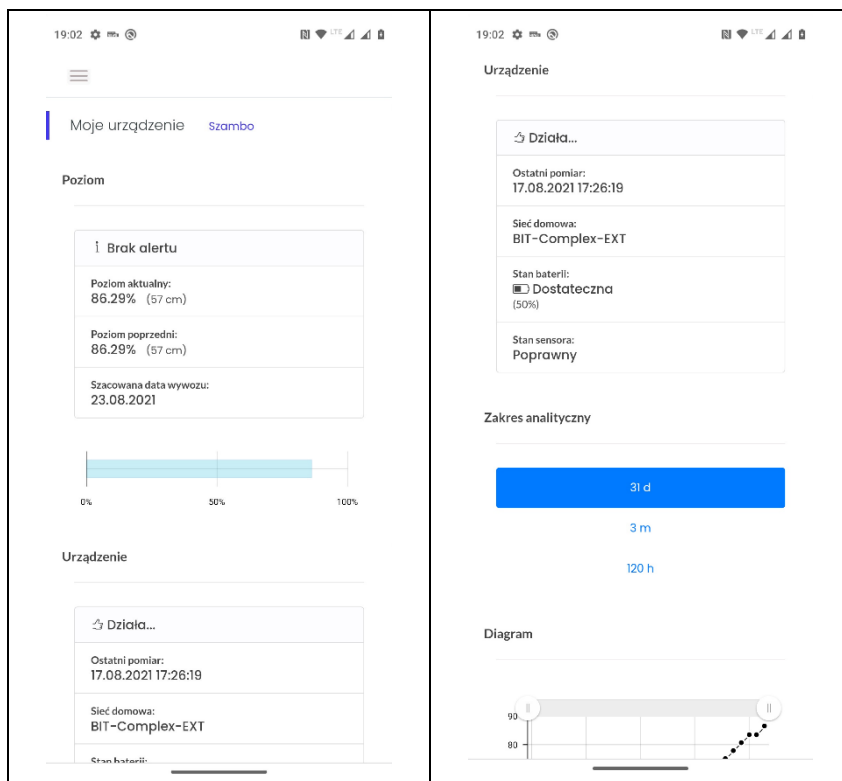 19:02
LTE
Moje urządzenie Szambo
Poziom
Brak alertu
Poziom aktualny:
86.29% (57 cm)
Poziom poprzedni:
86.29% (57 cm)
Szacowana data wywozu:
23.08.2021
0% 50% 100%
Urządzenie
Działa...
Ostatni pomiar:
17.08.2021 17:26:19
Sieć domowa:
BIT-Complex-EXT
Stan baterii:
19:02
LTE
Urządzenie
Działa...
Ostatni pomiar:
17.08.2021 17:26:19
Sieć domowa:
BIT-Complex-EXT
Stan baterii:
Dostateczna
(50%)
Stan sensora:
Poprawny
Zakres analityczny
31 d
3 m
120 h
Diagram
90
80